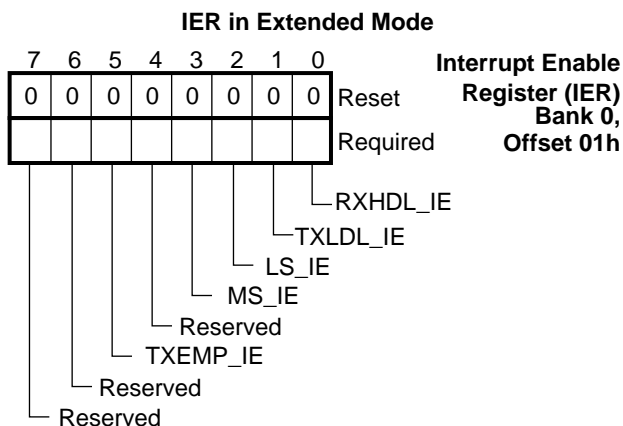 IER in Extended Mode
7 6 5 4 3 2 1 0
Interrupt Enable
Register (IER)
Bank 0,
Offset 01h
0 0 0 0 0 0 0 0 Reset
Required
RXHDL_IE
TXLDL_IE
LS_IE
MS_IE
Reserved
TXEMP_IE
Reserved
Reserved